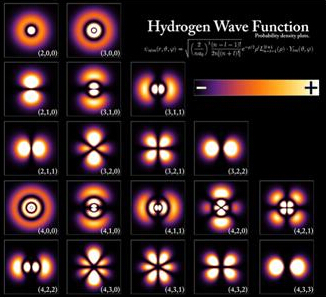 Hydrogen Wave Function
Probability density plots.
− +
(2,0,0) (3,0,0)
(2,1,0) (3,1,0) (3,1,1)
(2,1,1) (3,2,0) (3,2,1) (3,2,2)
(4,0,0) (4,1,0) (4,1,1) (4,2,0) (4,2,1)
(4,2,2) (4,3,0) (4,3,1) (4,3,2) (4,3,3)